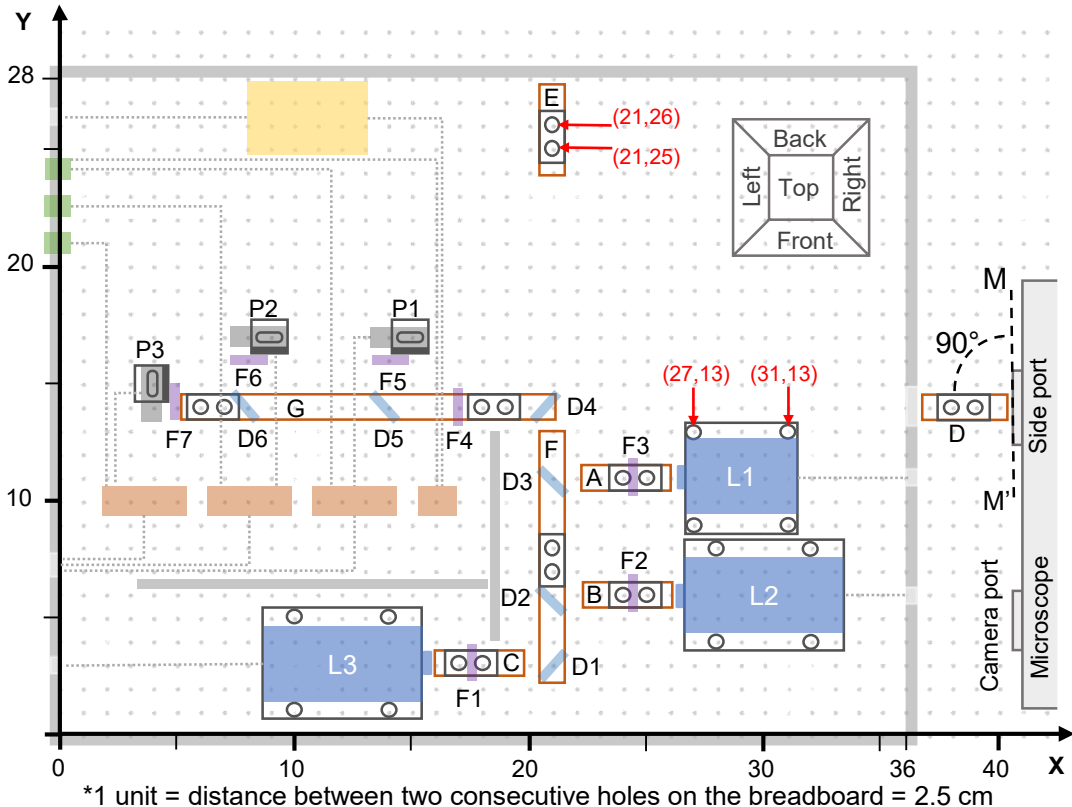 Y
28
E
(21,26)
(21,25)
Back
Left
Top
Right
Front
20
M
P2
P1
90°
P3
(27,13)
(31,13)
F6
F5
G
D4
D
Side port
F7
D6
D5
F4
F
F3
D3
A
L1
10
M'
F2
D2
B
L2
Camera port
Microscope
L3
C
D1
F1
0
10
20
30
36
40
X
*1 unit = distance between two consecutive holes on the breadboard = 2.5 cm